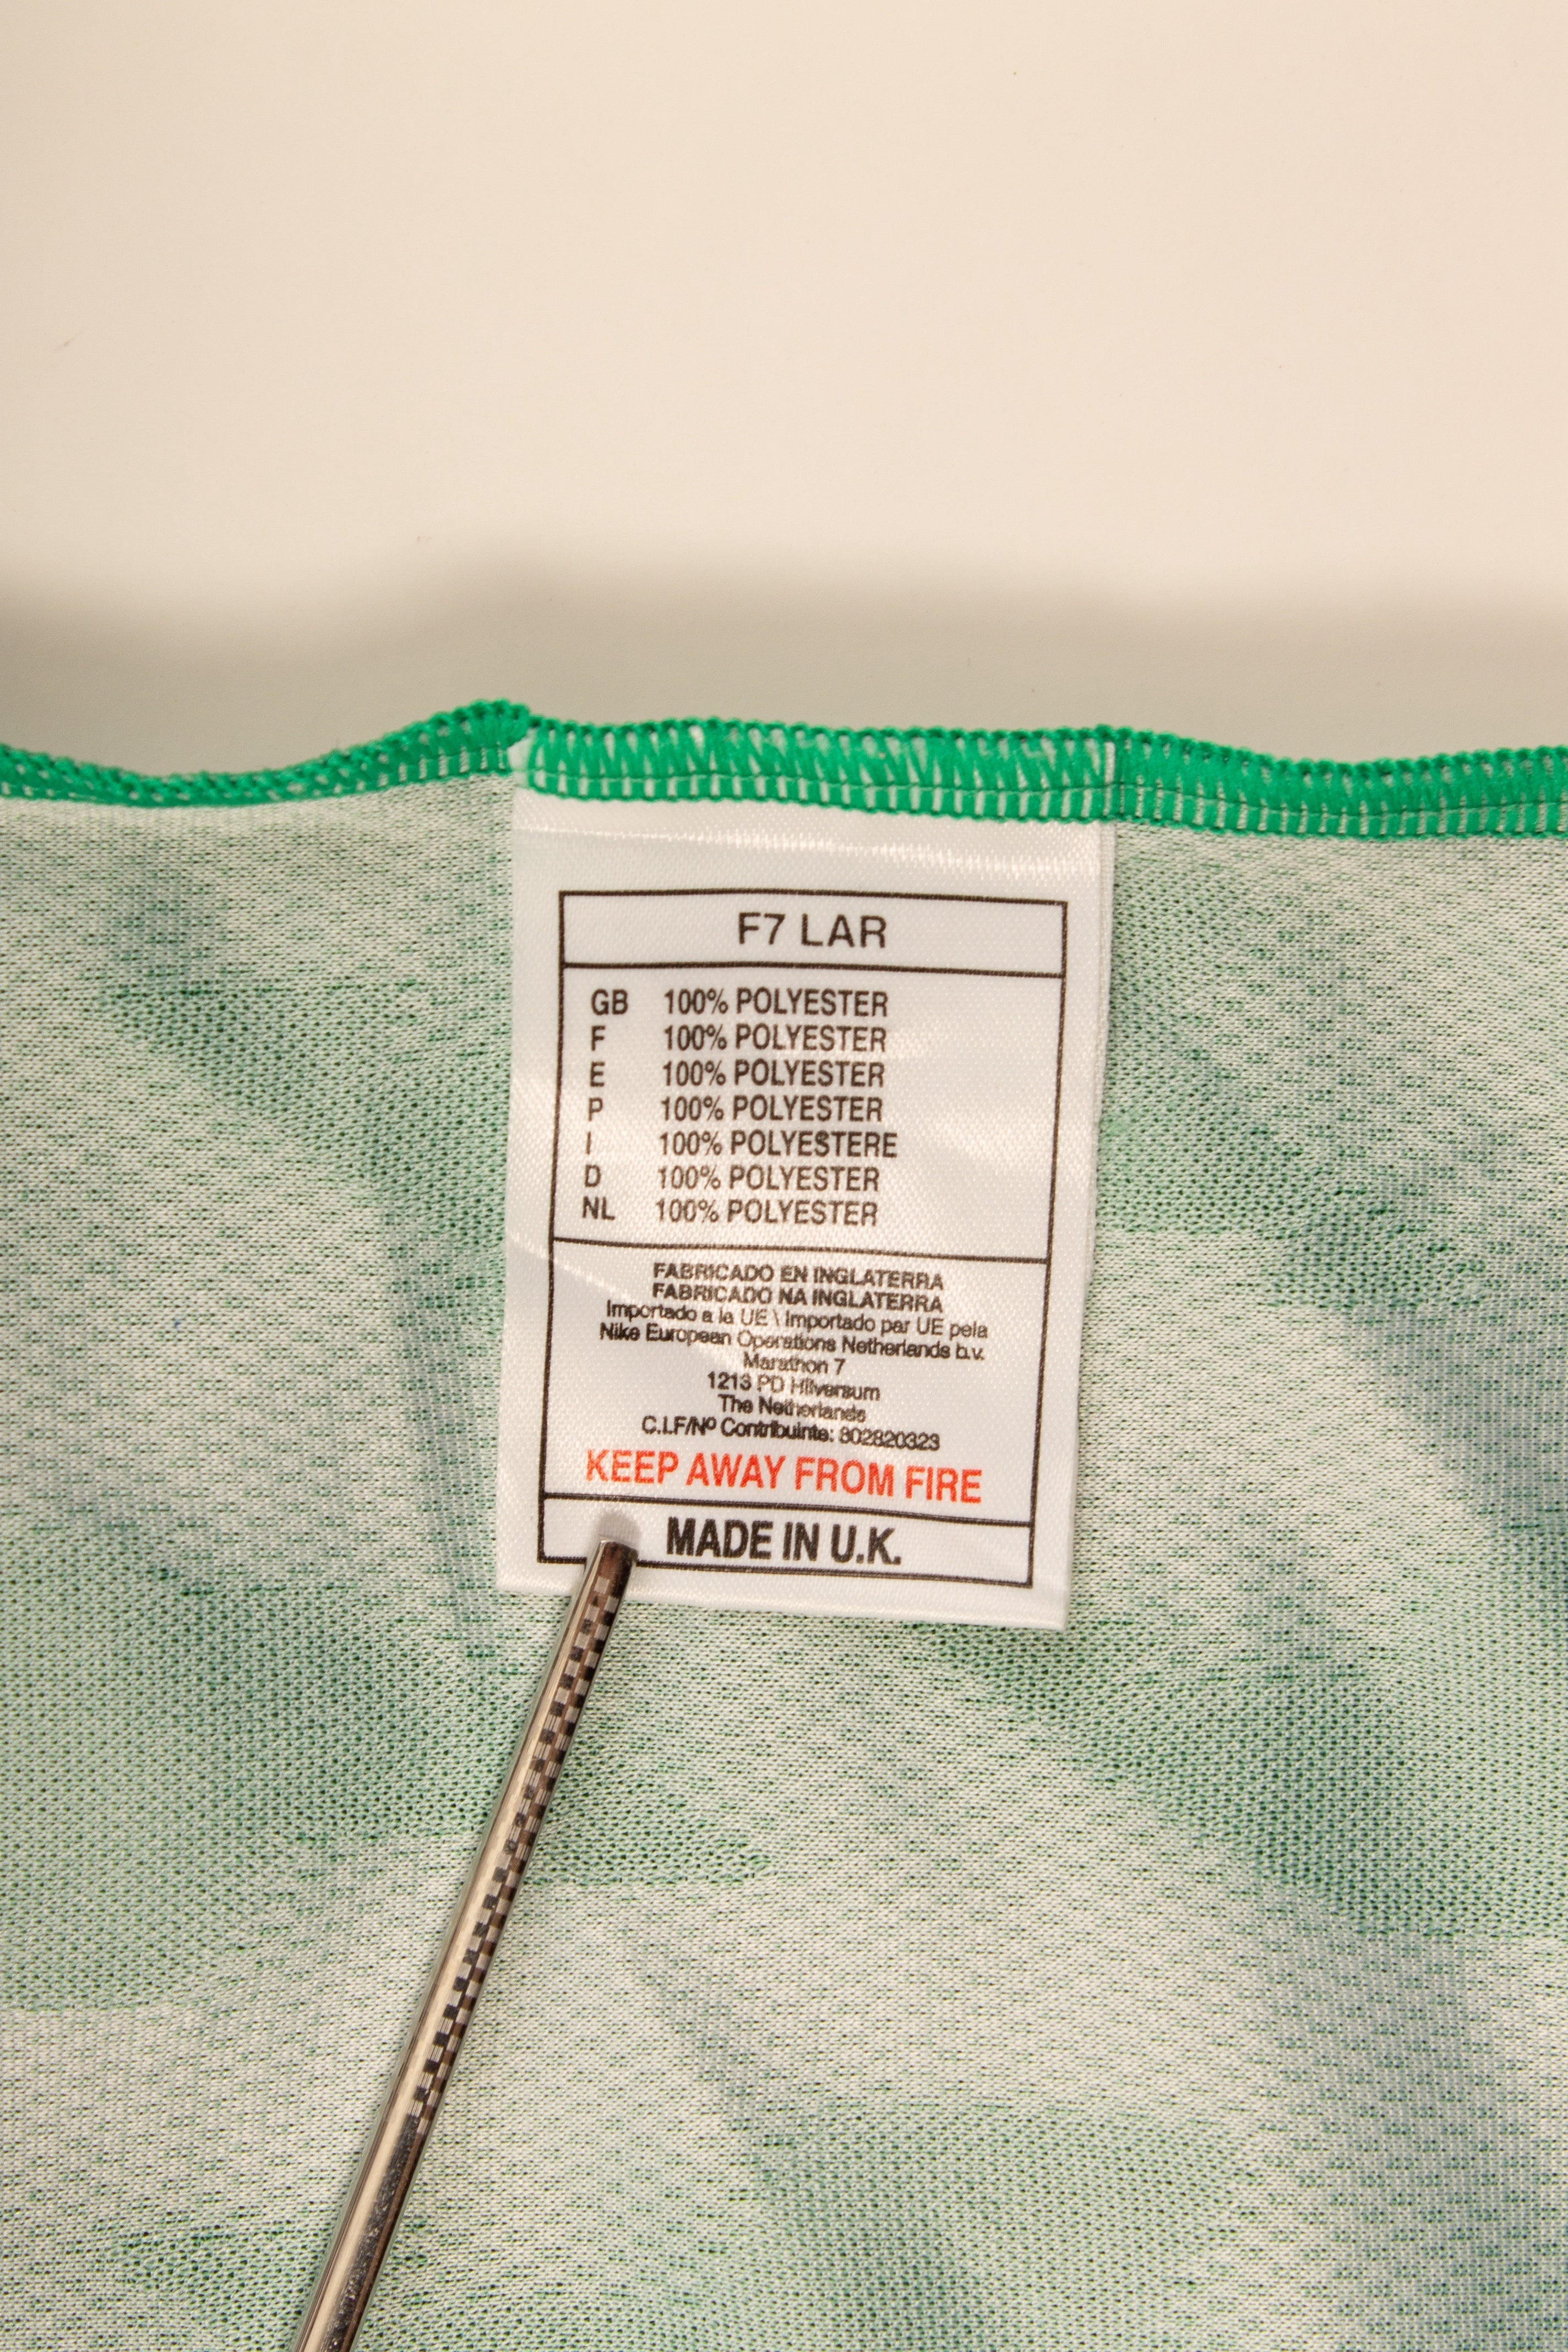 F7 LAR
GB 100% POLYESTER
F 100% POLYESTER
E 100% POLYESTER
P 100% POLYESTER
I 100% POLYESTERE
D 100% POLYESTER
NL 100% POLYESTER
FABRICADO EN INGLATERRA
FABRICADO NA INGLATERRA
Importado a la UE \ Importado par UE pela
Nike European Operations Netherlands b.v.
Marathon 7
1213 PD Hilversum
The Netherlands
C.I.F/Nº Contribuinte: 802820323
KEEP AWAY FROM FIRE
MADE IN U.K.